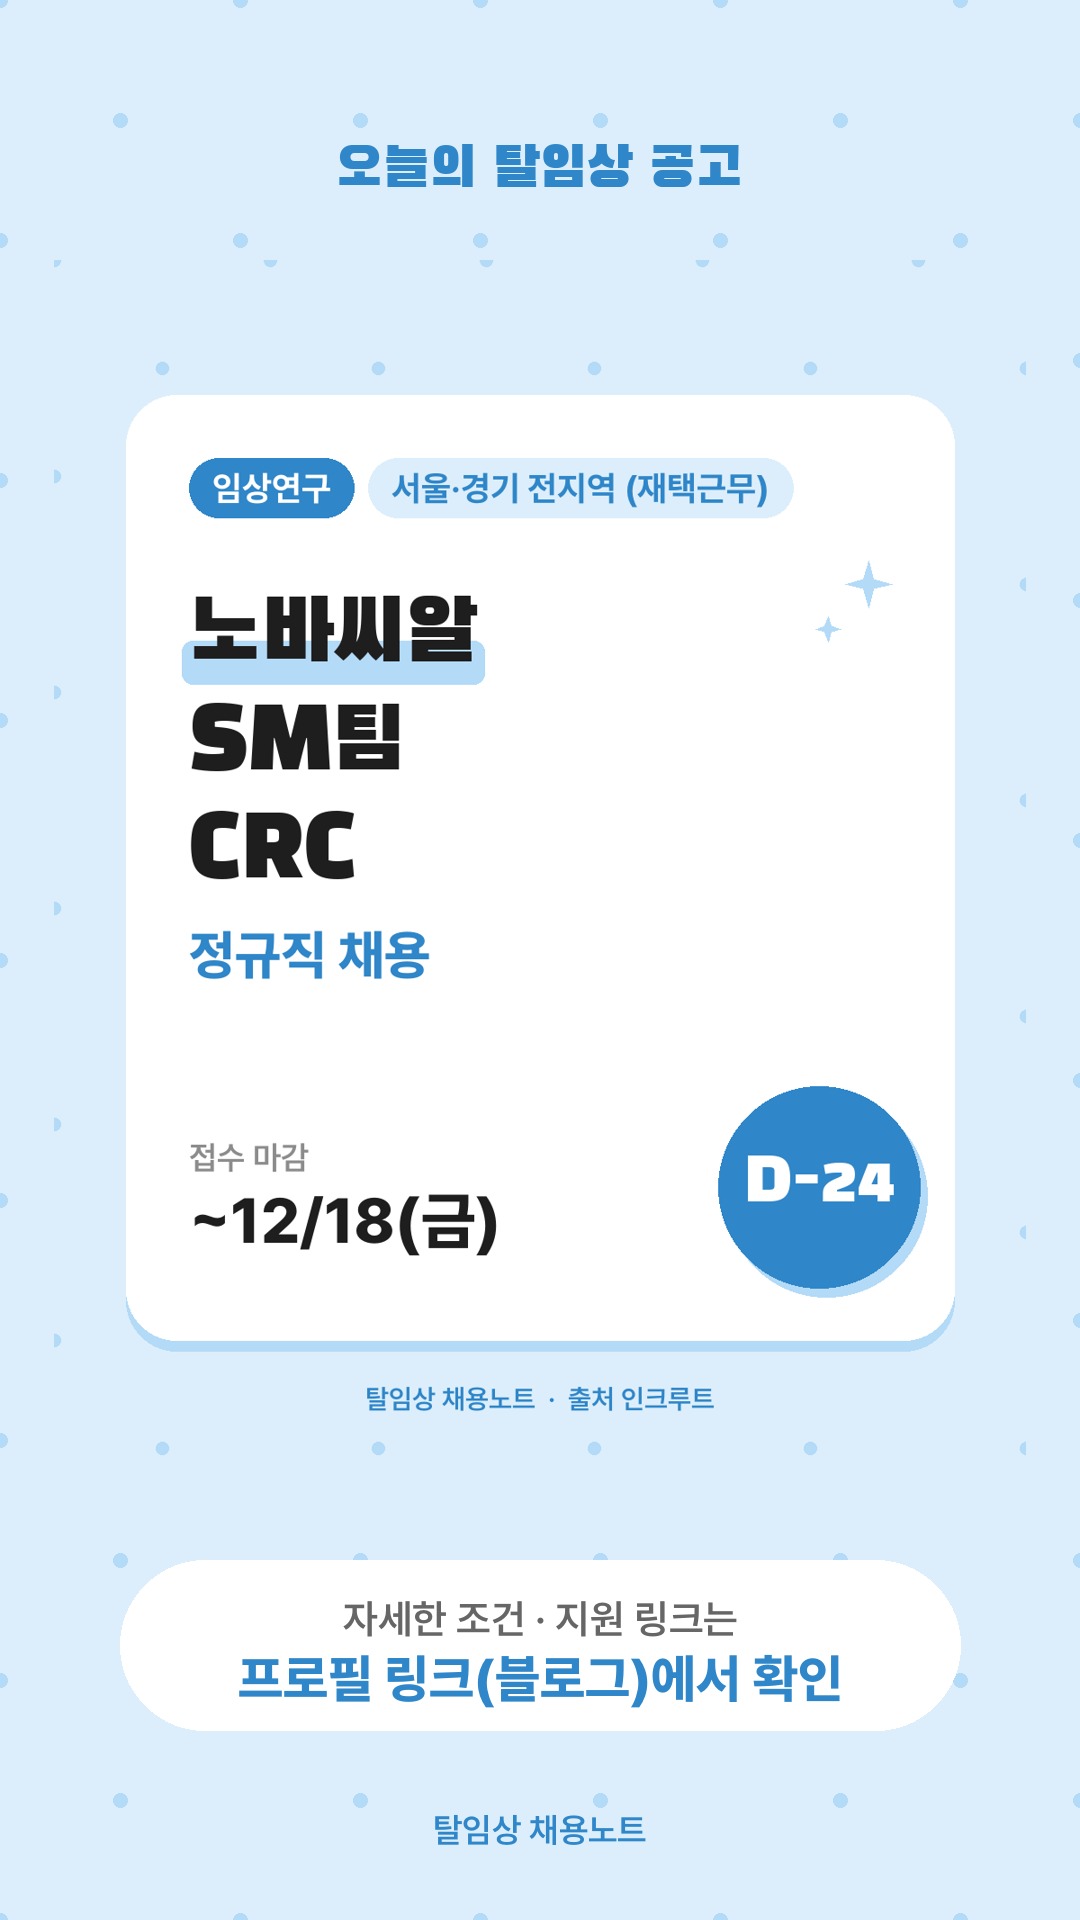 오늘의 탈임상 공고
임상연구
서울·경기 전지역 (재택근무)
노바씨알
SM팀
CRC
정규직 채용
접수 마감
~12/18(금)
D-24
탈임상 채용노트 · 출처 인크루트
자세한 조건 · 지원 링크는
프로필 링크(블로그)에서 확인
탈임상 채용노트